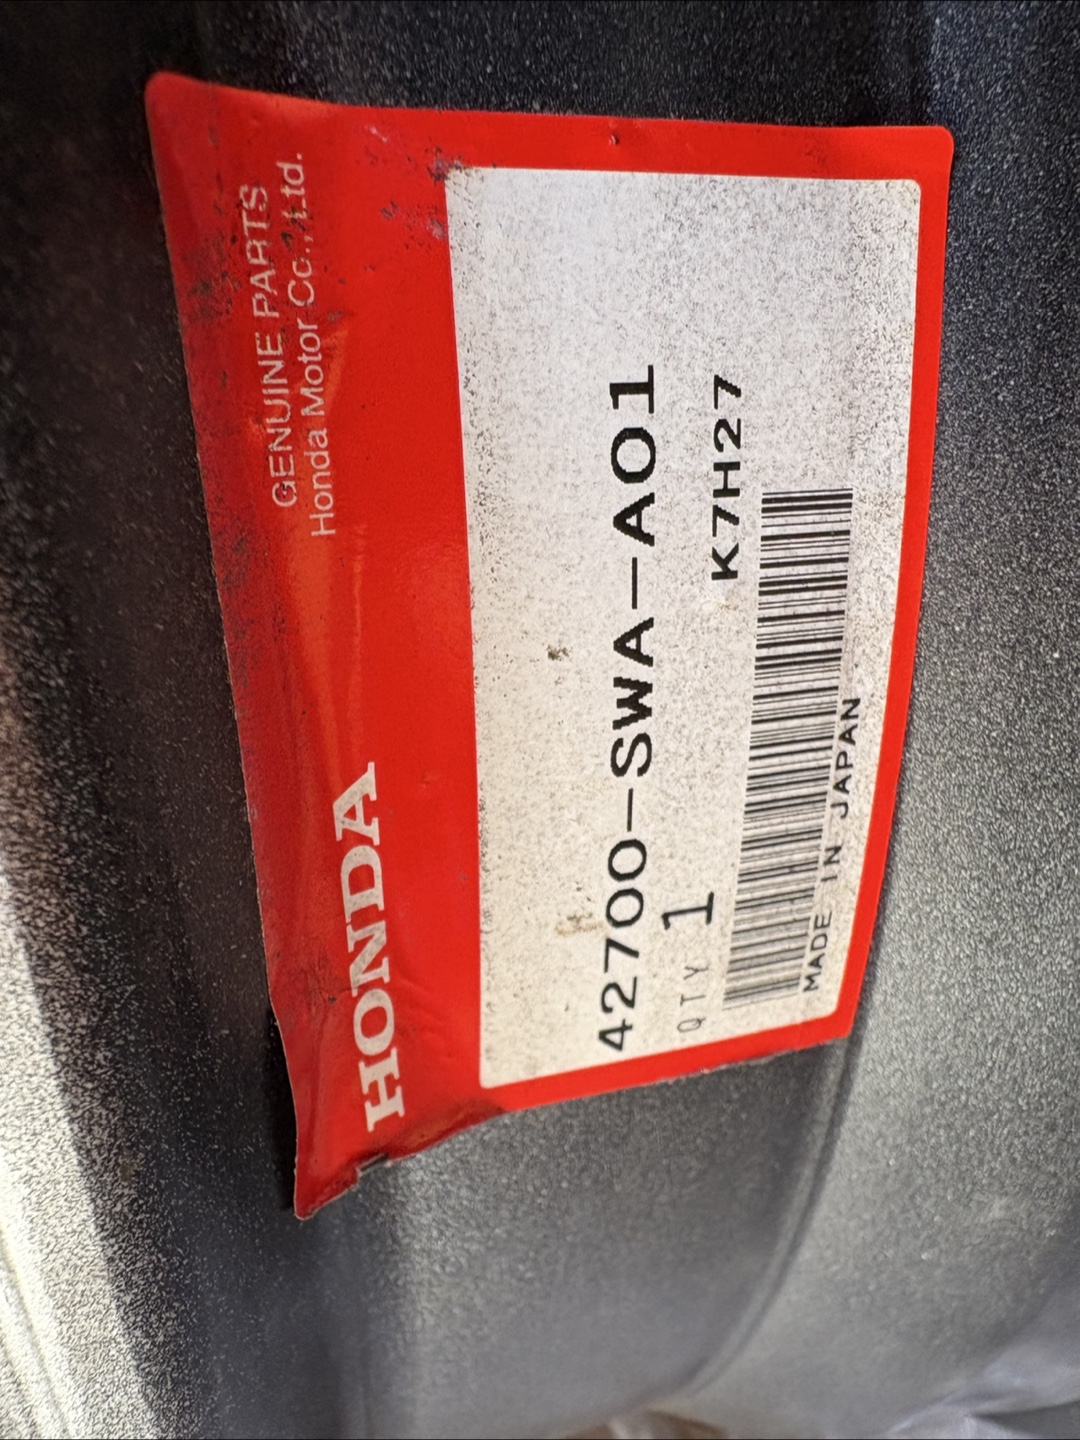 HONDA
GENUINE PARTS
Honda Motor Co., Ltd.
42700-SWA-A01
QTY 1
K7H27
MADE IN JAPAN